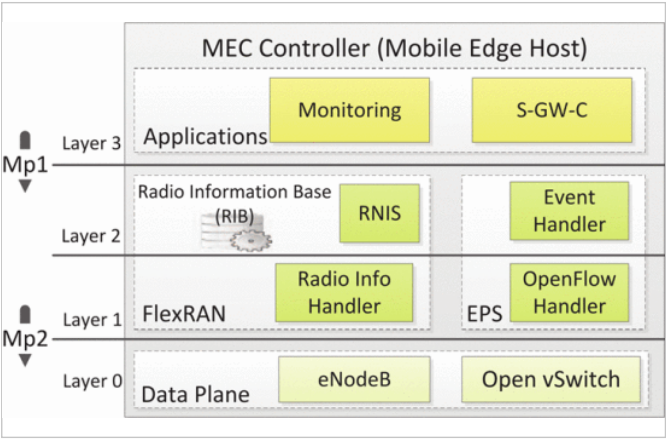 MEC Controller (Mobile Edge Host)
Monitoring
S-GW-C
Layer 3
Applications
Mp1
Radio Information Base
(RIB)
RNIS
Event
Handler
Layer 2
Radio Info
Handler
OpenFlow
Handler
Layer 1
FlexRAN
EPS
Mp2
Layer 0
Data Plane
eNodeB
Open vSwitch